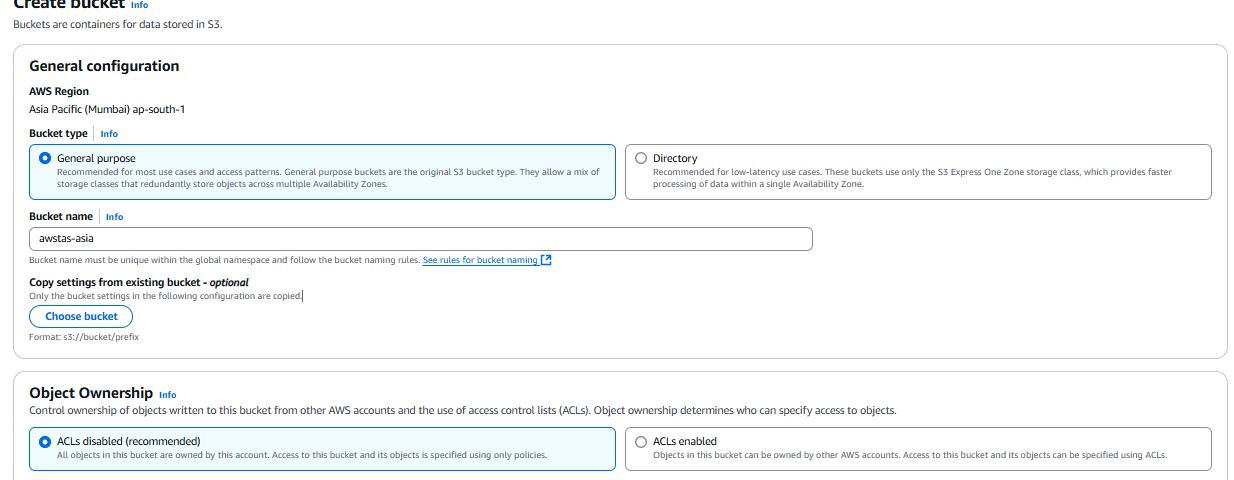 Create bucket Info
Buckets are containers for data stored in S3.
General configuration
AWS Region
Asia Pacific (Mumbai) ap-south-1
Bucket type Info
General purpose
Recommended for most use cases and access patterns. General purpose buckets are the original S3 bucket type. They allow a mix of
storage classes that redundantly store objects across multiple Availability Zones.
Directory
Recommended for low-latency use cases. These buckets use only the S3 Express One Zone storage class, which provides faster
processing of data within a single Availability Zone.
Bucket name Info
awstas-asia
Bucket name must be unique within the global namespace and follow the bucket naming rules. See rules for bucket naming
Copy settings from existing bucket - optional
Only the bucket settings in the following configuration are copied.
Choose bucket
Format: s3://bucket/prefix
Object Ownership Info
Control ownership of objects written to this bucket from other AWS accounts and the use of access control lists (ACLs). Object ownership determines who can specify access to objects.
ACLs disabled (recommended)
All objects in this bucket are owned by this account. Access to this bucket and its objects is specified using only policies.
ACLs enabled
Objects in this bucket can be owned by other AWS accounts. Access to this bucket and its objects can be specified using ACLs.